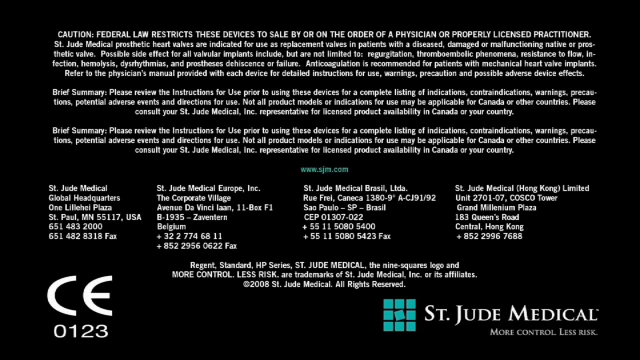 CAUTION: FEDERAL LAW RESTRICTS THESE DEVICES TO SALE BY OR ON THE ORDER OF A PHYSICIAN OR PROPERLY LICENSED PRACTITIONER.
St. Jude Medical prosthetic heart valves are indicated for use as replacement valves in patients with a diseased, damaged or malfunctioning native or pros-
thetic valve. Possible side effect for all valvular implants include, but are not limited to: regurgitation, thromboembolic phenomena, resistance to flow, in-
fection, hemolysis, dysrhythmias, and prostheses dehiscence or failure. Anticoagulation is recommended for patients with mechanical heart valve implants.
Refer to the physician's manual provided with each device for detailed instructions for use, warnings, precaution and possible adverse device effects.
Brief Summary: Please review the Instructions for Use prior to using these devices for a complete listing of indications, contraindications, warnings, precau-
tions, potential adverse events and directions for use. Not all product models or indications for use may be applicable for Canada or other countries. Please
consult your St. Jude Medical, Inc. representative for licensed product availability in Canada or your country.
Brief Summary: Please review the Instructions for Use prior to using these devices for a complete listing of indications, contraindications, warnings, precau-
tions, potential adverse events and directions for use. Not all product models or indications for use may be applicable for Canada or other countries. Please
consult your St. Jude Medical, Inc. representative for licensed product availability in Canada or your country.
www.sjm.com
St. Jude Medical
Global Headquarters
One Lillehei Plaza
St. Paul, MN 55117, USA
651 483 2000
651 482 8318 Fax
St. Jude Medical Europe, Inc.
The Corporate Village
Avenue Da Vinci laan, 11-Box F1
B-1935 – Zaventem
Belgium
+ 32 2 774 68 11
+ 852 2956 0622 Fax
St. Jude Medical Brasil, Ltda.
Rue Frei, Caneca 1380-9° A-CJ91/92
Sao Paulo – SP – Brasil
CEP 01307-022
+ 55 11 5080 5400
+ 55 11 5080 5423 Fax
St. Jude Medical (Hong Kong) Limited
Unit 2701-07, COSCO Tower
Grand Millenium Plaza
183 Queen's Road
Central, Hong Kong
+ 852 2996 7688
Regent, Standard, HP Series, ST. JUDE MEDICAL, the nine-squares logo and
MORE CONTROL. LESS RISK. are trademarks of St. Jude Medical, Inc. or its affiliates.
©2008 St. Jude Medical. All Rights Reserved.
CE
0123
ST. JUDE MEDICAL™
MORE CONTROL. LESS RISK.